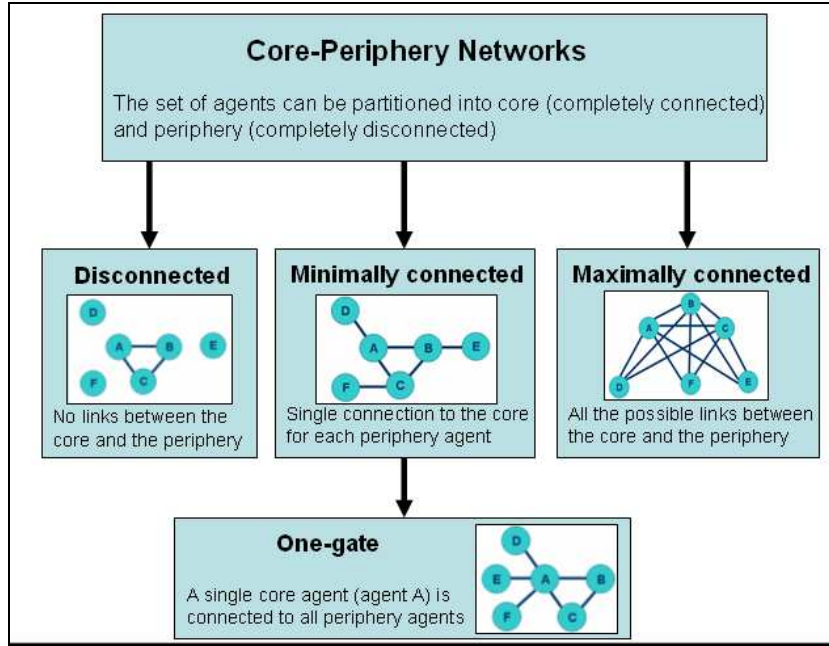 Core-Periphery Networks
The set of agents can be partitioned into core (completely connected)
and periphery (completely disconnected)
Disconnected
D
A
B
E
F
C
No links between the
core and the periphery
Minimally connected
D
A
B
E
F
C
Single connection to the core
for each periphery agent
Maximally connected
B
A
C
D
F
E
All the possible links between
the core and the periphery
One-gate
D
E
A
B
F
C
A single core agent (agent A) is
connected to all periphery agents